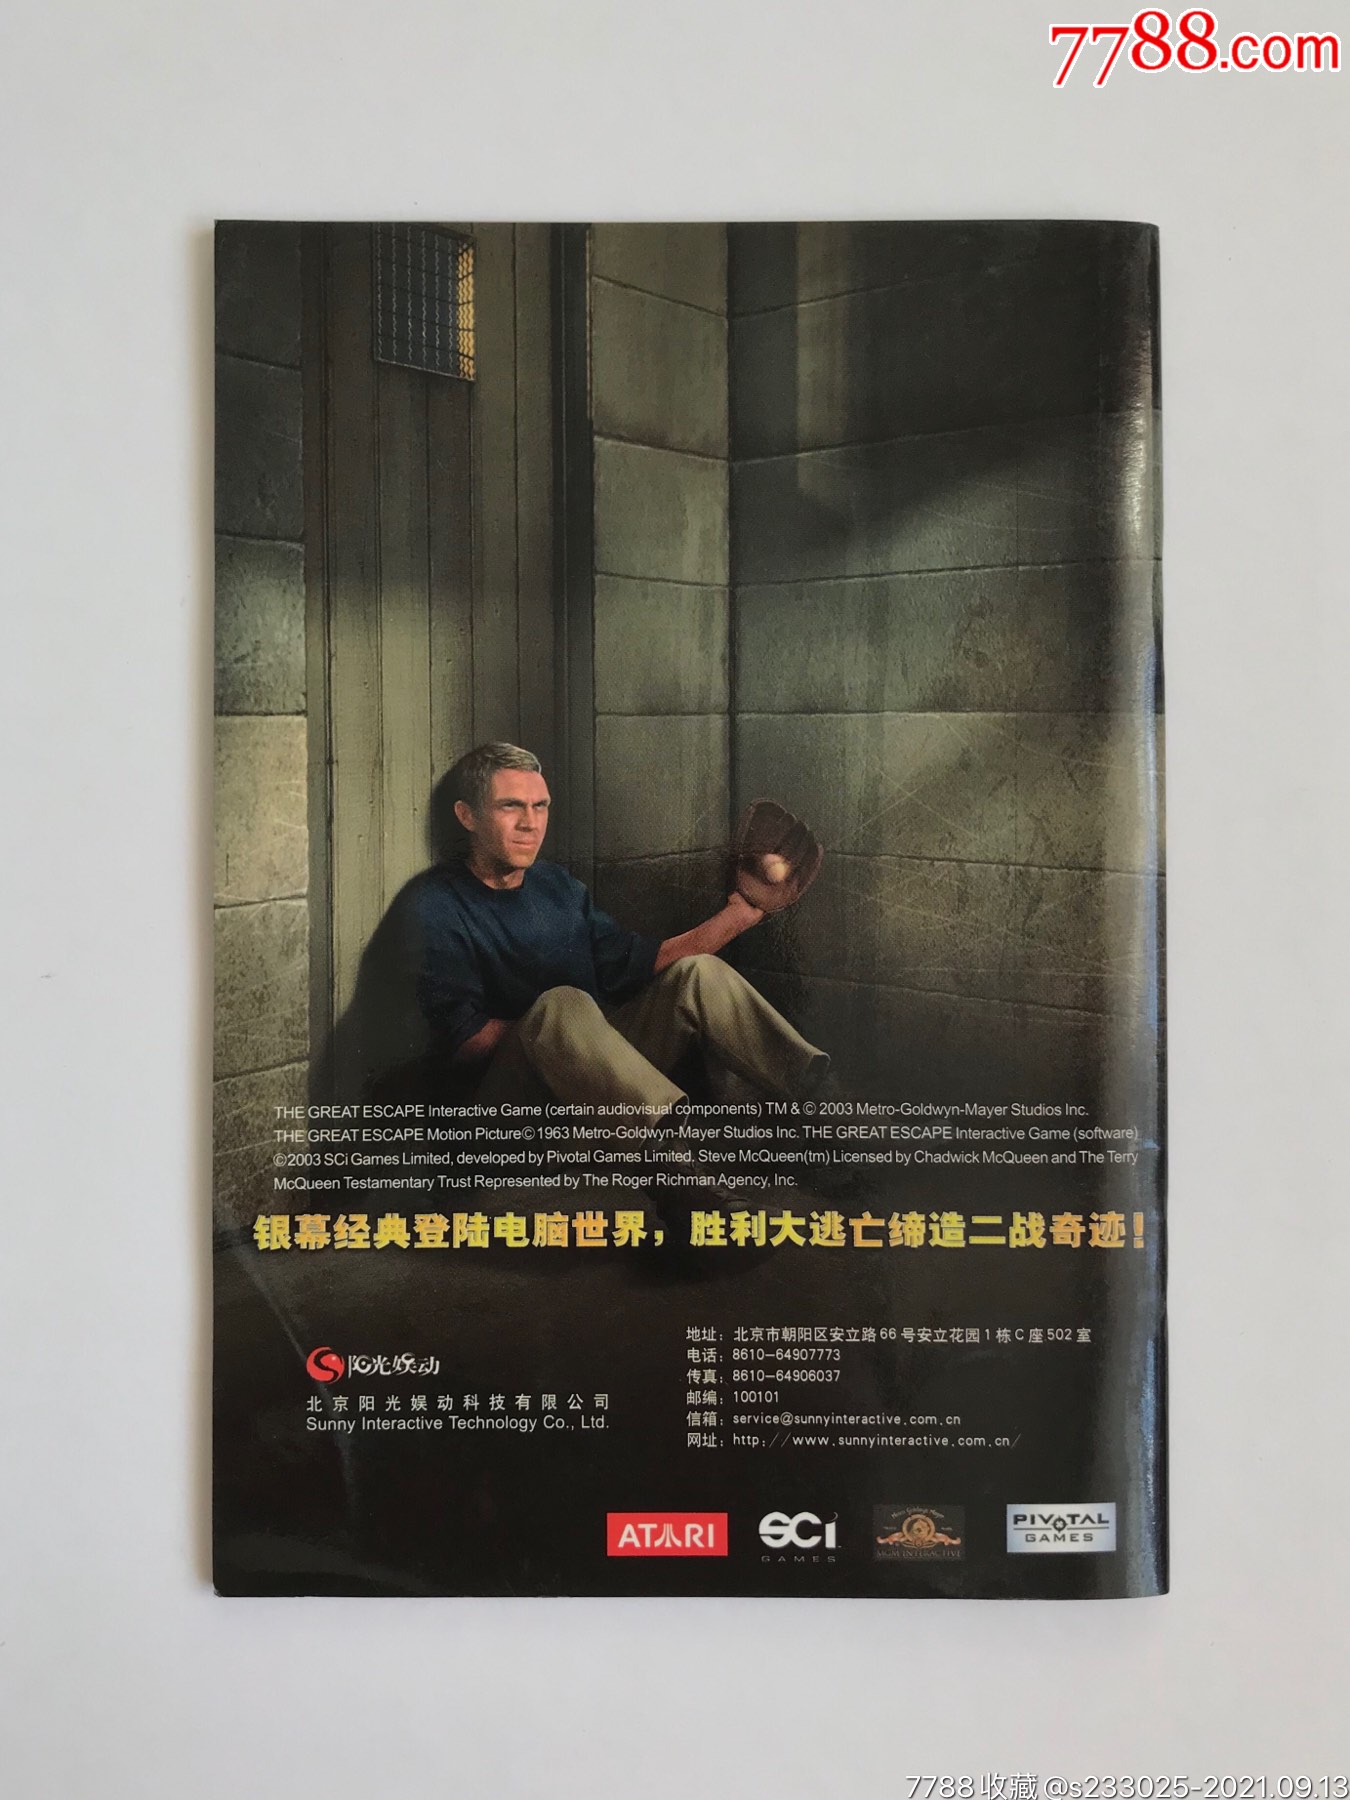 7788.com
THE GREAT ESCAPE Interactive Game (certain audiovisual components) TM & © 2003 Metro-Goldwyn-Mayer Studios Inc.
THE GREAT ESCAPE Motion Picture© 1963 Metro-Goldwyn-Mayer Studios Inc. THE GREAT ESCAPE Interactive Game (software)
©2003 SCi Games Limited, developed by Pivotal Games Limited. Steve McQueen(tm) Licensed by Chadwick McQueen and The Terry
McQueen Testamentary Trust Represented by The Roger Richman Agency, Inc.
银幕经典登陆电脑世界，胜利大逃亡缔造二战奇迹！
阳光娱动
北京阳光娱动科技有限公司
Sunny Interactive Technology Co., Ltd.
地址：北京市朝阳区安立路66号安立花园1栋C座502室
电话：8610-64907773
传真：8610-64906037
邮编：100101
信箱：service@sunnyinteractive.com.cn
网址：http://www.sunnyinteractive.com.cn/
ATARI
SCi
GAMES
Metro Goldwyn Mayer
MGM INTERACTIVE
PIVOTAL
GAMES
7788收藏@s233025-2021.09.13